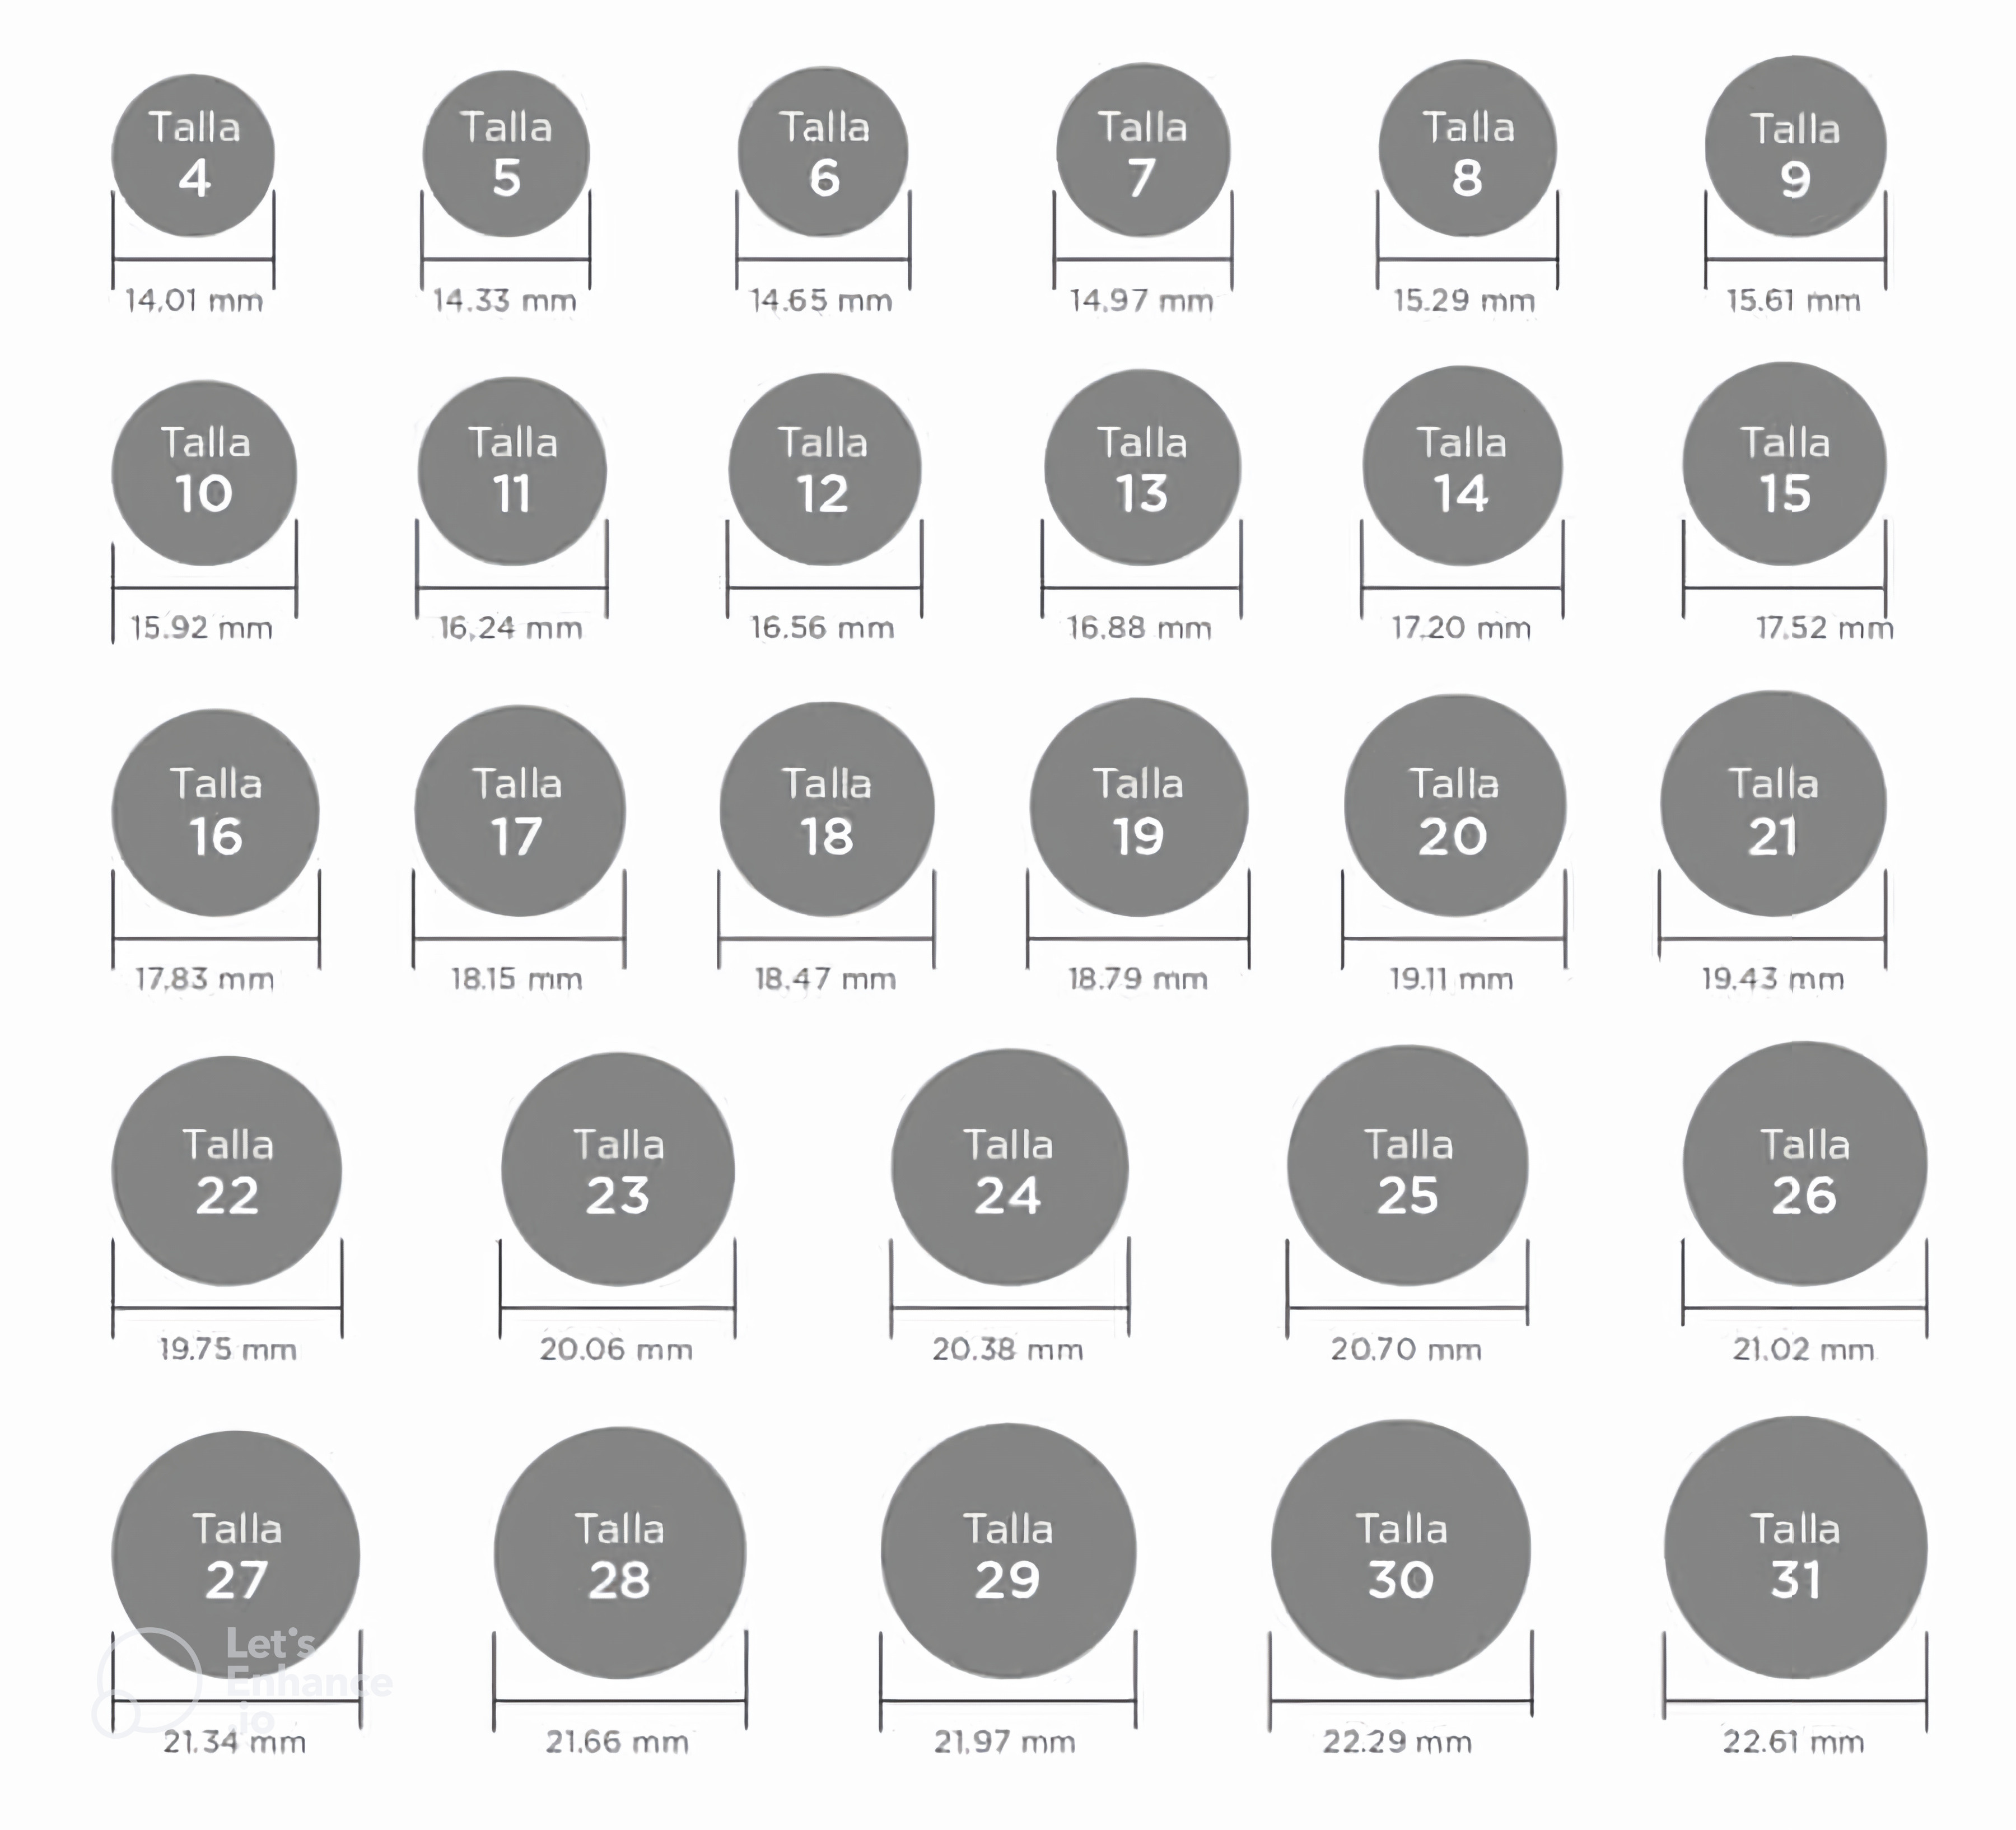 Talla
4
14.01 mm
Talla
5
14.33 mm
Talla
6
14.65 mm
Talla
7
14.97 mm
Talla
8
15.29 mm
Talla
9
15.61 mm
Talla
10
15.92 mm
Talla
11
16.24 mm
Talla
12
16.56 mm
Talla
13
16.88 mm
Talla
14
17.20 mm
Talla
15
17.52 mm
Talla
16
17.83 mm
Talla
17
18.15 mm
Talla
18
18.47 mm
Talla
19
18.79 mm
Talla
20
19.11 mm
Talla
21
19.43 mm
Talla
22
19.75 mm
Talla
23
20.06 mm
Talla
24
20.38 mm
Talla
25
20.70 mm
Talla
26
21.02 mm
Talla
27
21.34 mm
Talla
28
21.66 mm
Talla
29
21.97 mm
Talla
30
22.29 mm
Talla
31
22.61 mm
Let's
Enhance
.io